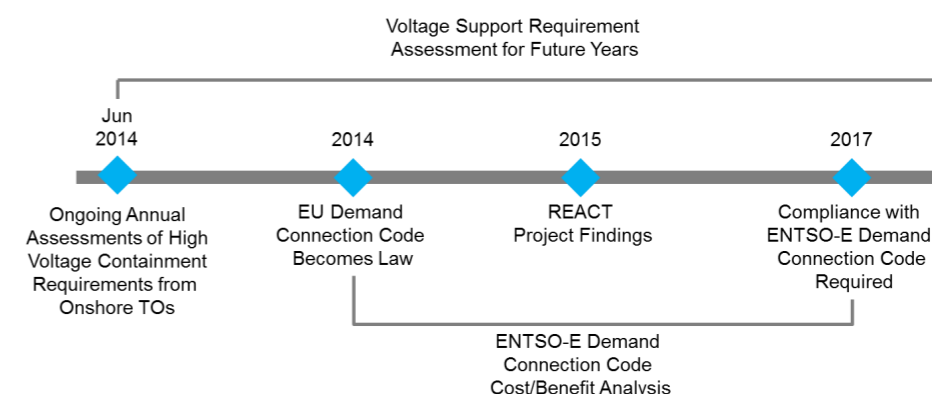 Voltage Support Requirement
Assessment for Future Years
Jun
2014
2014
2015
2017
Ongoing Annual
Assessments of High
Voltage Containment
Requirements from
Onshore TOs
EU Demand
Connection Code
Becomes Law
REACT
Project Findings
Compliance with
ENTSO-E Demand
Connection Code
Required
ENTSO-E Demand
Connection Code
Cost/Benefit Analysis